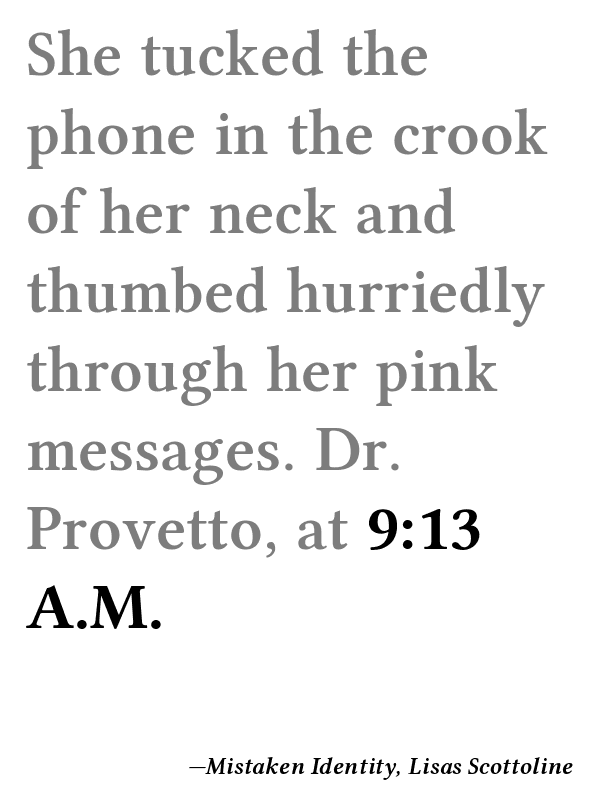 She tucked the
phone in the crook
of her neck and
thumbed hurriedly
through her pink
messages. Dr.
Provetto, at 9:13
A.M.
—Mistaken Identity, Lisas Scottoline